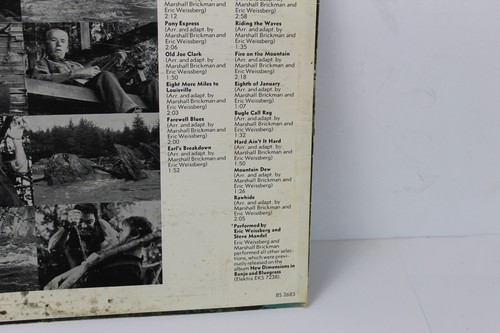 Marshall Brickman and
Eric Weissberg)
2:12
Pony Express
(Arr. and adapt. by
Marshall Brickman and
Eric Weissberg)
2:06
Old Joe Clark
(Arr. and adapt. by
Marshall Brickman and
Eric Weissberg)
1:50
Eight More Miles to
Louisville
(Arr. and adapt. by
Marshall Brickman and
Eric Weissberg)
2:03
Farewell Blues
(Arr. and adapt. by
Marshall Brickman and
Eric Weissberg)
2:00
Earl's Breakdown
(Arr. and adapt. by
Marshall Brickman and
Eric Weissberg)
1:52
Marshall Brickman and
Eric Weissberg)
2:58
Riding the Waves
(Arr. and adapt. by
Marshall Brickman and
Eric Weissberg)
1:35
Fire on the Mountain
(Arr. and adapt. by
Marshall Brickman and
Eric Weissberg)
2:18
Eighth of January
(Arr. and adapt. by
Marshall Brickman and
Eric Weissberg)
1:07
Bugle Call Rag
(Arr. and adapt. by
Marshall Brickman and
Eric Weissberg)
1:32
Hard Ain't It Hard
(Arr. and adapt. by
Marshall Brickman and
Eric Weissberg)
2:50
Mountain Dew
(Arr. and adapt. by
Marshall Brickman and
Eric Weissberg)
1:26
Rawhide
(Arr. and adapt. by
Marshall Brickman and
Eric Weissberg)
2:05
*Performed by
Eric Weissberg and
Steve Mandel
Eric Weissberg and
Marshall Brickman
performed all other selec-
tions, which were
previously released on the
album New Dimensions in
Banjo and Bluegrass
(Elektra EKS 7238).
BS 2683